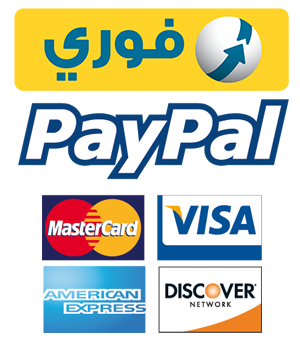 فوري
PayPal
MasterCard
VISA
AMERICAN EXPRESS
DISCOVER
NETWORK